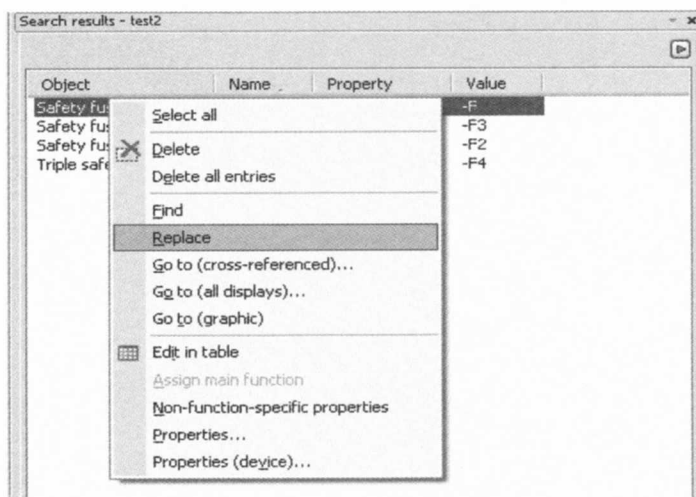 Search results - test2
Object Name Property Value
Safety fus -F
Safety fus -F3
Safety fus -F2
Triple safe -F4
Select all
Delete
Delete all entries
Find
Replace
Go to (cross-referenced)...
Go to (all displays)...
Go to (graphic)
Edit in table
Assign main function
Non-function-specific properties
Properties...
Properties (device)...